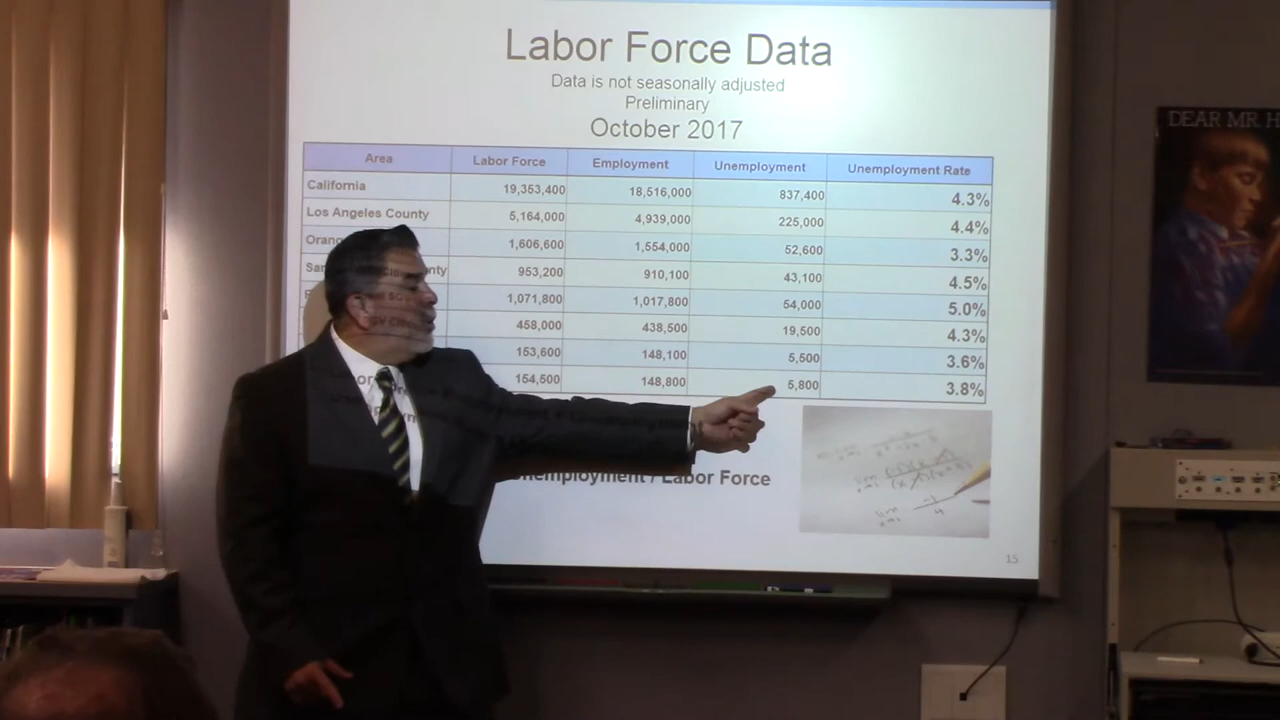 Labor Force Data
Data is not seasonally adjusted
Preliminary
October 2017
Area Labor Force Employment Unemployment Unemployment Rate
California 19,353,400 18,516,000 837,400 4.3%
Los Angeles County 5,164,000 4,939,000 225,000 4.4%
1,606,600 1,554,000 52,600 3.3%
953,200 910,100 43,100 4.5%
1,071,800 1,017,800 54,000 5.0%
458,000 438,500 19,500 4.3%
153,600 148,100 5,500 3.6%
154,500 148,800 5,800 3.8%
/ Labor Force
15
DEAR MR. H